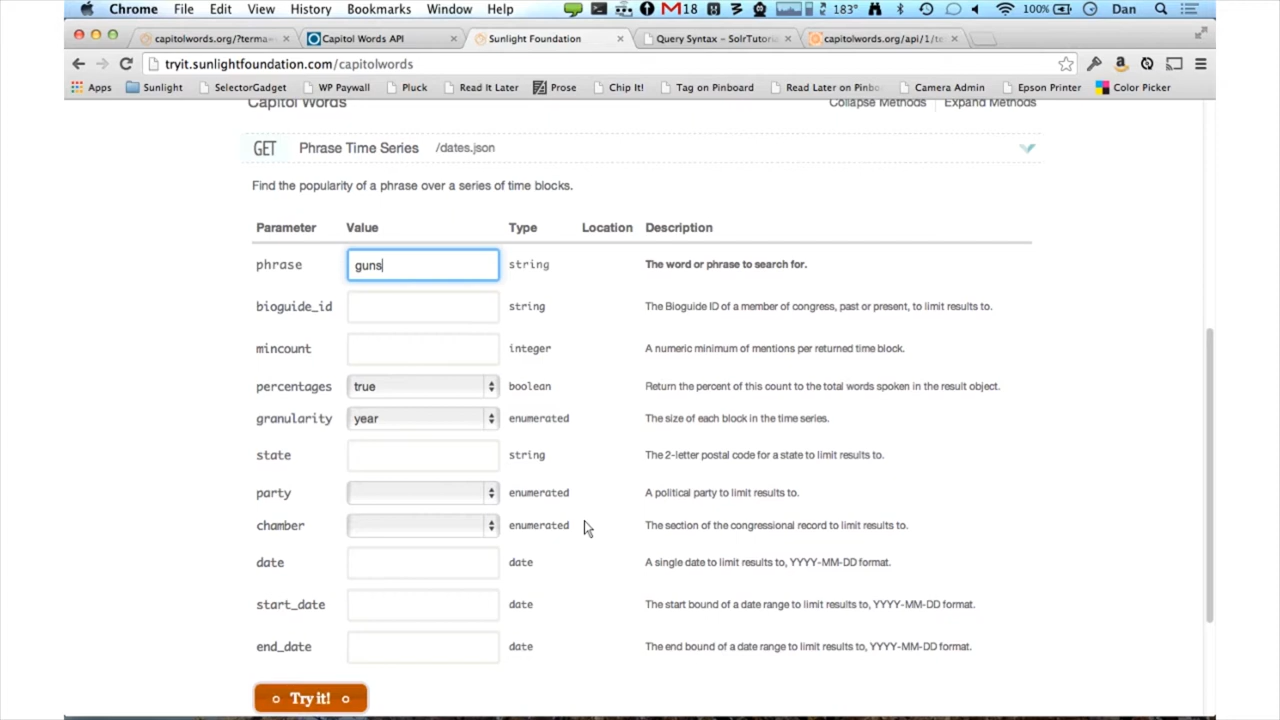 Chrome File Edit View History Bookmarks Window Help 18 183° 100% Dan
capitolwords.org/?terma= Capitol Words API Sunlight Foundation Query Syntax – SolrTutoria capitolwords.org/api/1/te
tryit.sunlightfoundation.com/capitolwords
Apps Sunlight SelectorGadget WP Paywall Pluck Read It Later Prose Chip It! Tag on Pinboard Read Later on Pinbo Camera Admin Epson Printer Color Picker
Capitol Words Collapse Methods Expand Methods
GET Phrase Time Series /dates.json
Find the popularity of a phrase over a series of time blocks.
Parameter Value Type Location Description
phrase guns string The word or phrase to search for.
bioguide_id string The Bioguide ID of a member of congress, past or present, to limit results to.
mincount integer A numeric minimum of mentions per returned time block.
percentages true boolean Return the percent of this count to the total words spoken in the result object.
granularity year enumerated The size of each block in the time series.
state string The 2-letter postal code for a state to limit results to.
party enumerated A political party to limit results to.
chamber enumerated The section of the congressional record to limit results to.
date date A single date to limit results to, YYYY-MM-DD format.
start_date date The start bound of a date range to limit results to, YYYY-MM-DD format.
end_date date The end bound of a date range to limit results to, YYYY-MM-DD format.
Try it!